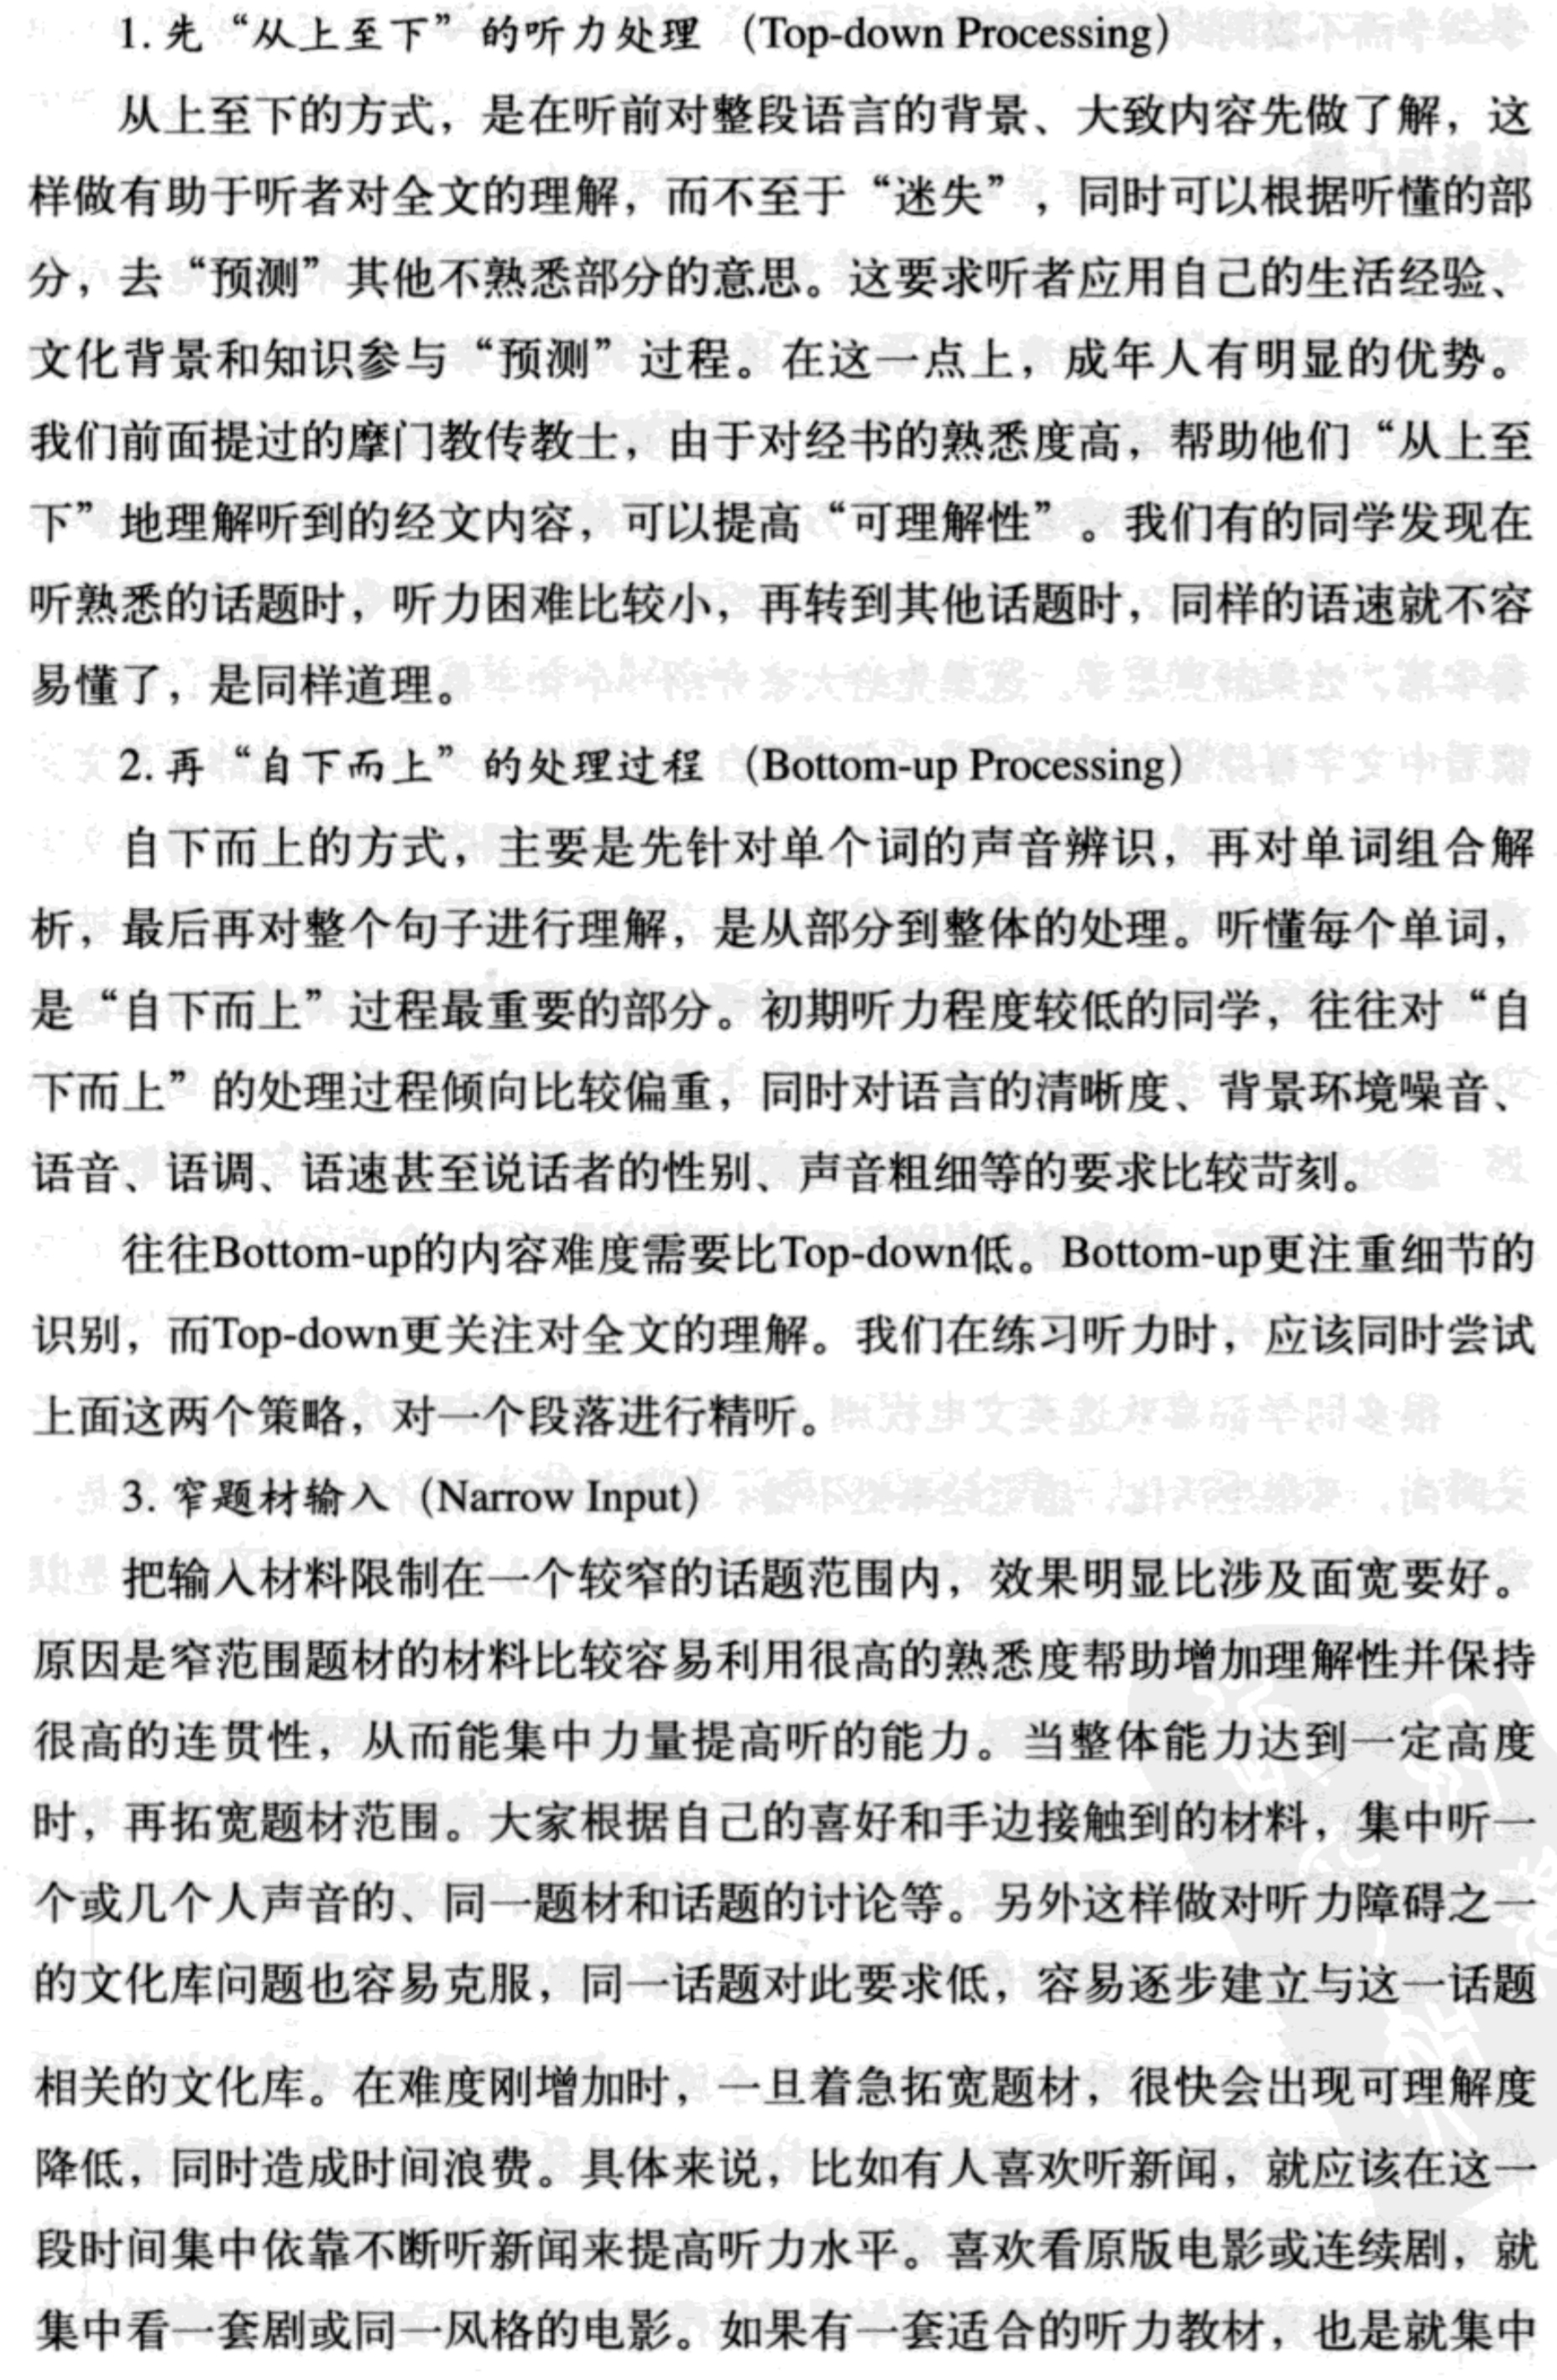 1. 先“从上至下”的听力处理（Top-down Processing）
从上至下的方式，是在听前对整段语言的背景、大致内容先做了解，这
样做有助于听者对全文的理解，而不至于“迷失”，同时可以根据听懂的部
分，去“预测”其他不熟悉部分的意思。这要求听者应用自己的生活经验、
文化背景和知识参与“预测”过程。在这一点上，成年人有明显的优势。
我们前面提过的摩门教传教士，由于对经书的熟悉度高，帮助他们“从上至
下”地理解听到的经文内容，可以提高“可理解性”。我们有的同学发现在
听熟悉的话题时，听力困难比较小，再转到其他话题时，同样的语速就不容
易懂了，是同样道理。
2. 再“自下而上”的处理过程（Bottom-up Processing）
自下而上的方式，主要是先针对单个词的声音辨识，再对单词组合解
析，最后再对整个句子进行理解，是从部分到整体的处理。听懂每个单词，
是“自下而上”过程最重要的部分。初期听力程度较低的同学，往往对“自
下而上”的处理过程倾向比较偏重，同时对语言的清晰度、背景环境噪音、
语音、语调、语速甚至说话者的性别、声音粗细等的要求比较苛刻。
往往Bottom-up的内容难度需要比Top-down低。Bottom-up更注重细节的
识别，而Top-down更关注对全文的理解。我们在练习听力时，应该同时尝试
上面这两个策略，对一个段落进行精听。
3. 窄题材输入（Narrow Input）
把输入材料限制在一个较窄的话题范围内，效果明显比涉及面宽要好。
原因是窄范围题材的材料比较容易利用很高的熟悉度帮助增加理解性并保持
很高的连贯性，从而能集中力量提高听的能力。当整体能力达到一定高度
时，再拓宽题材范围。大家根据自己的喜好和手边接触到的材料，集中听一
个或几个人声音的、同一题材和话题的讨论等。另外这样做对听力障碍之一
的文化库问题也容易克服，同一话题对此要求低，容易逐步建立与这一话题
相关的文化库。在难度刚增加时，一旦着急拓宽题材，很快会出现可理解度
降低，同时造成时间浪费。具体来说，比如有人喜欢听新闻，就应该在这一
段时间集中依靠不断听新闻来提高听力水平。喜欢看原版电影或连续剧，就
集中看一套剧或同一风格的电影。如果有一套适合的听力教材，也是就集中